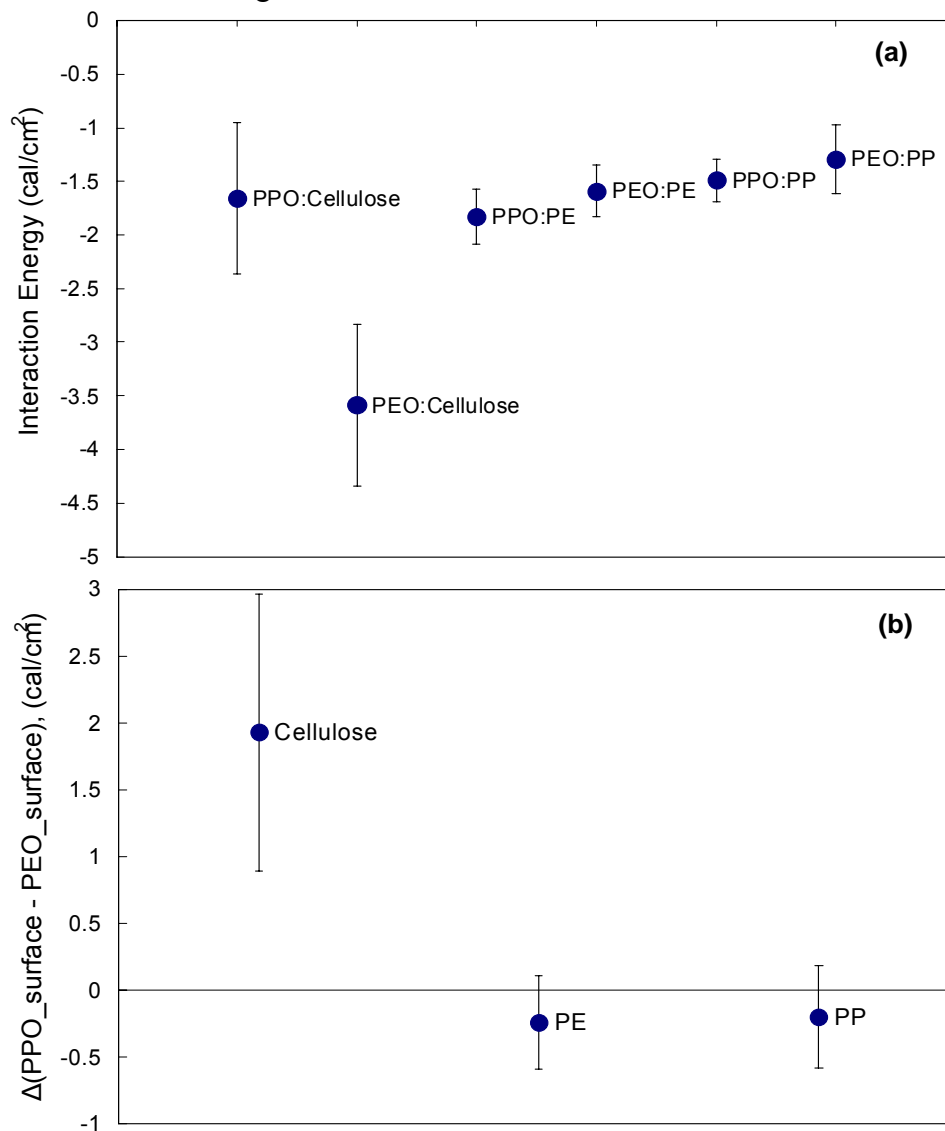 0
(a)
-0.5
-1
PEO:PP
-1.5
PPO:Cellulose
PPO:PE
PEO:PE
PPO:PP
-2
-2.5
-3
-3.5
PEO:Cellulose
-4
-4.5
-5
Interaction Energy (cal/cm²)
3
(b)
2.5
2
Cellulose
1.5
1
0.5
0
PE
PP
-0.5
-1
Δ(PPO_surface - PEO_surface), (cal/cm²)